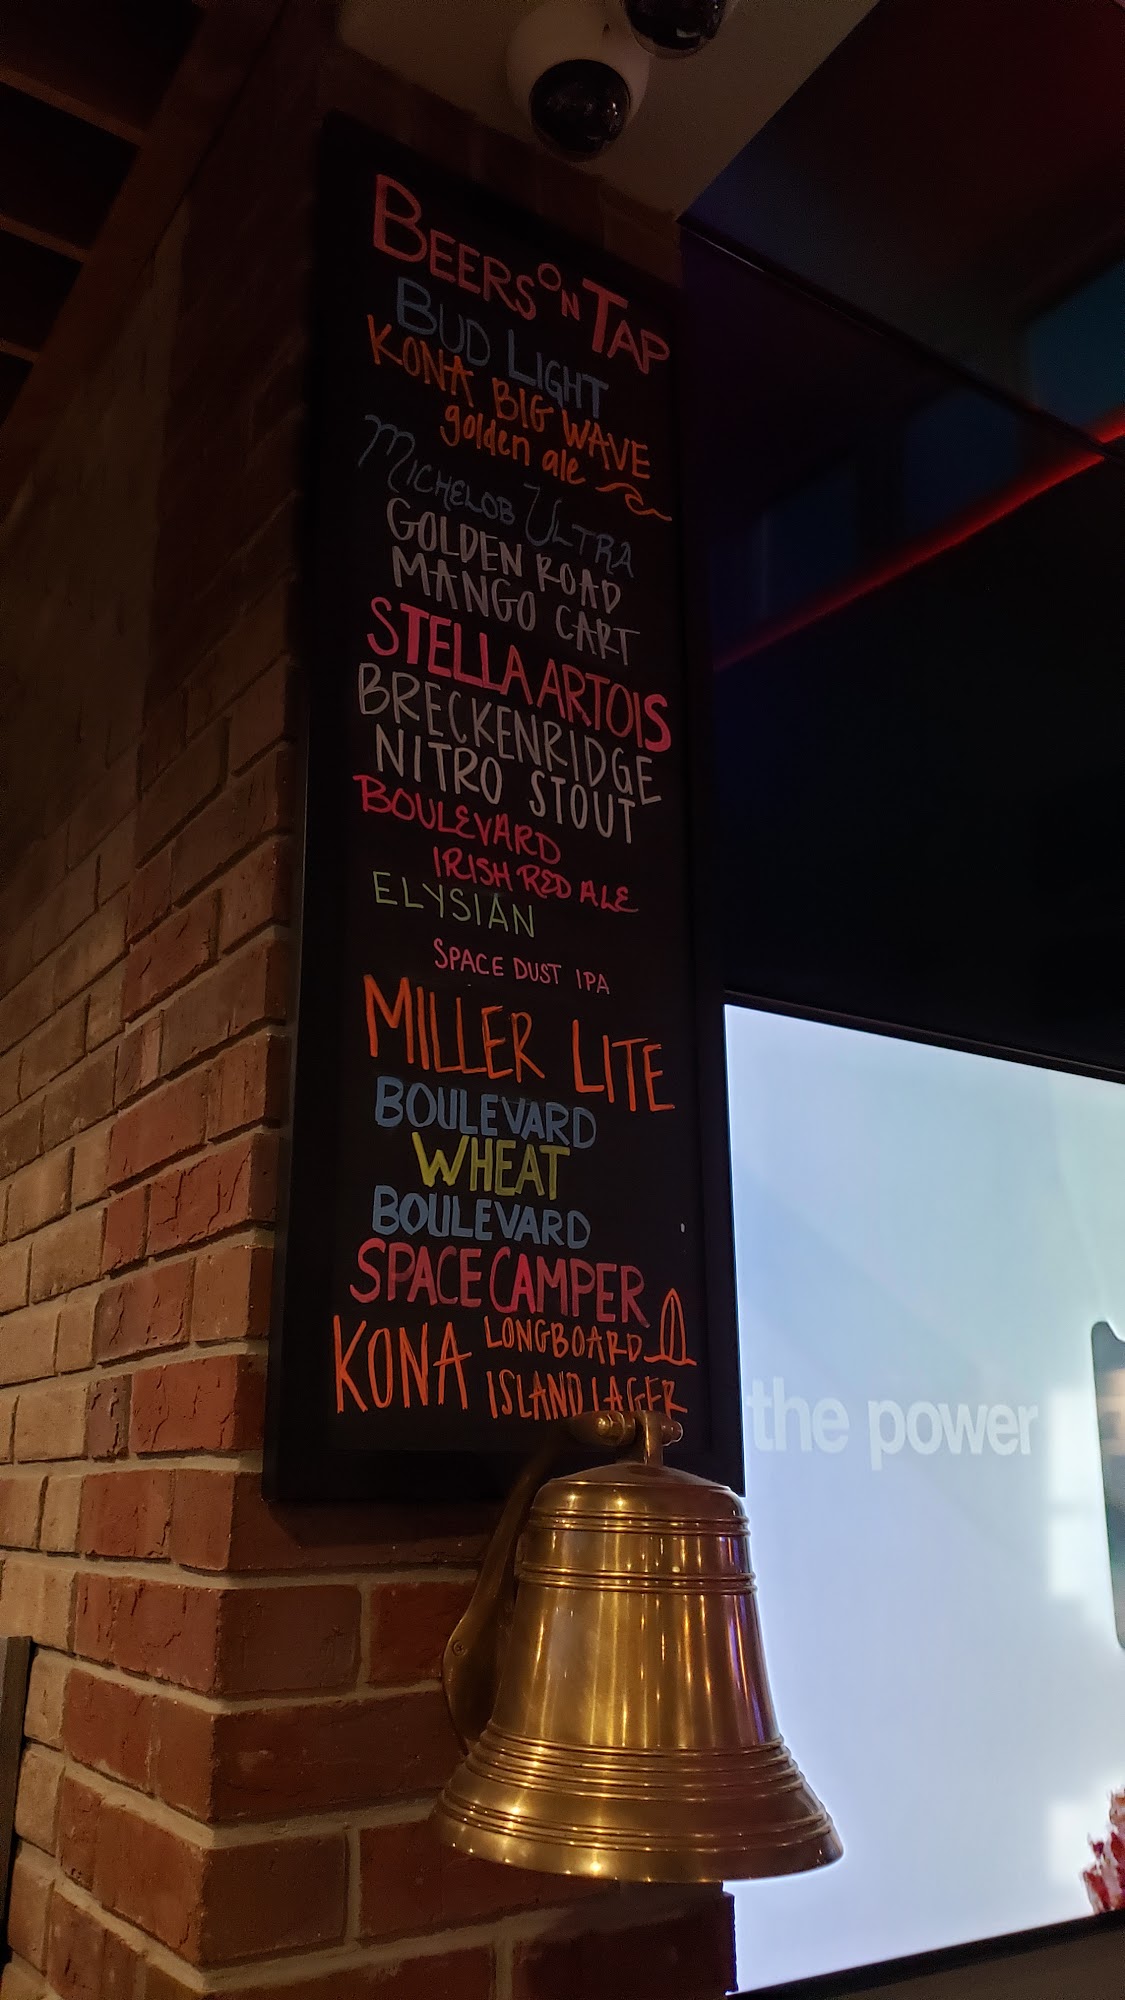 BEERS ON TAP
BUD LIGHT
KONA BIG WAVE
golden ale
MICHELOB ULTRA
GOLDEN ROAD
MANGO CART
STELLA ARTOIS
BRECKENRIDGE
NITRO STOUT
BOULEVARD
IRISH RED ALE
ELYSIAN
SPACE DUST IPA
MILLER LITE
BOULEVARD
WHEAT
BOULEVARD
SPACE CAMPER
KONA LONGBOARD
ISLAND LAGER
the power